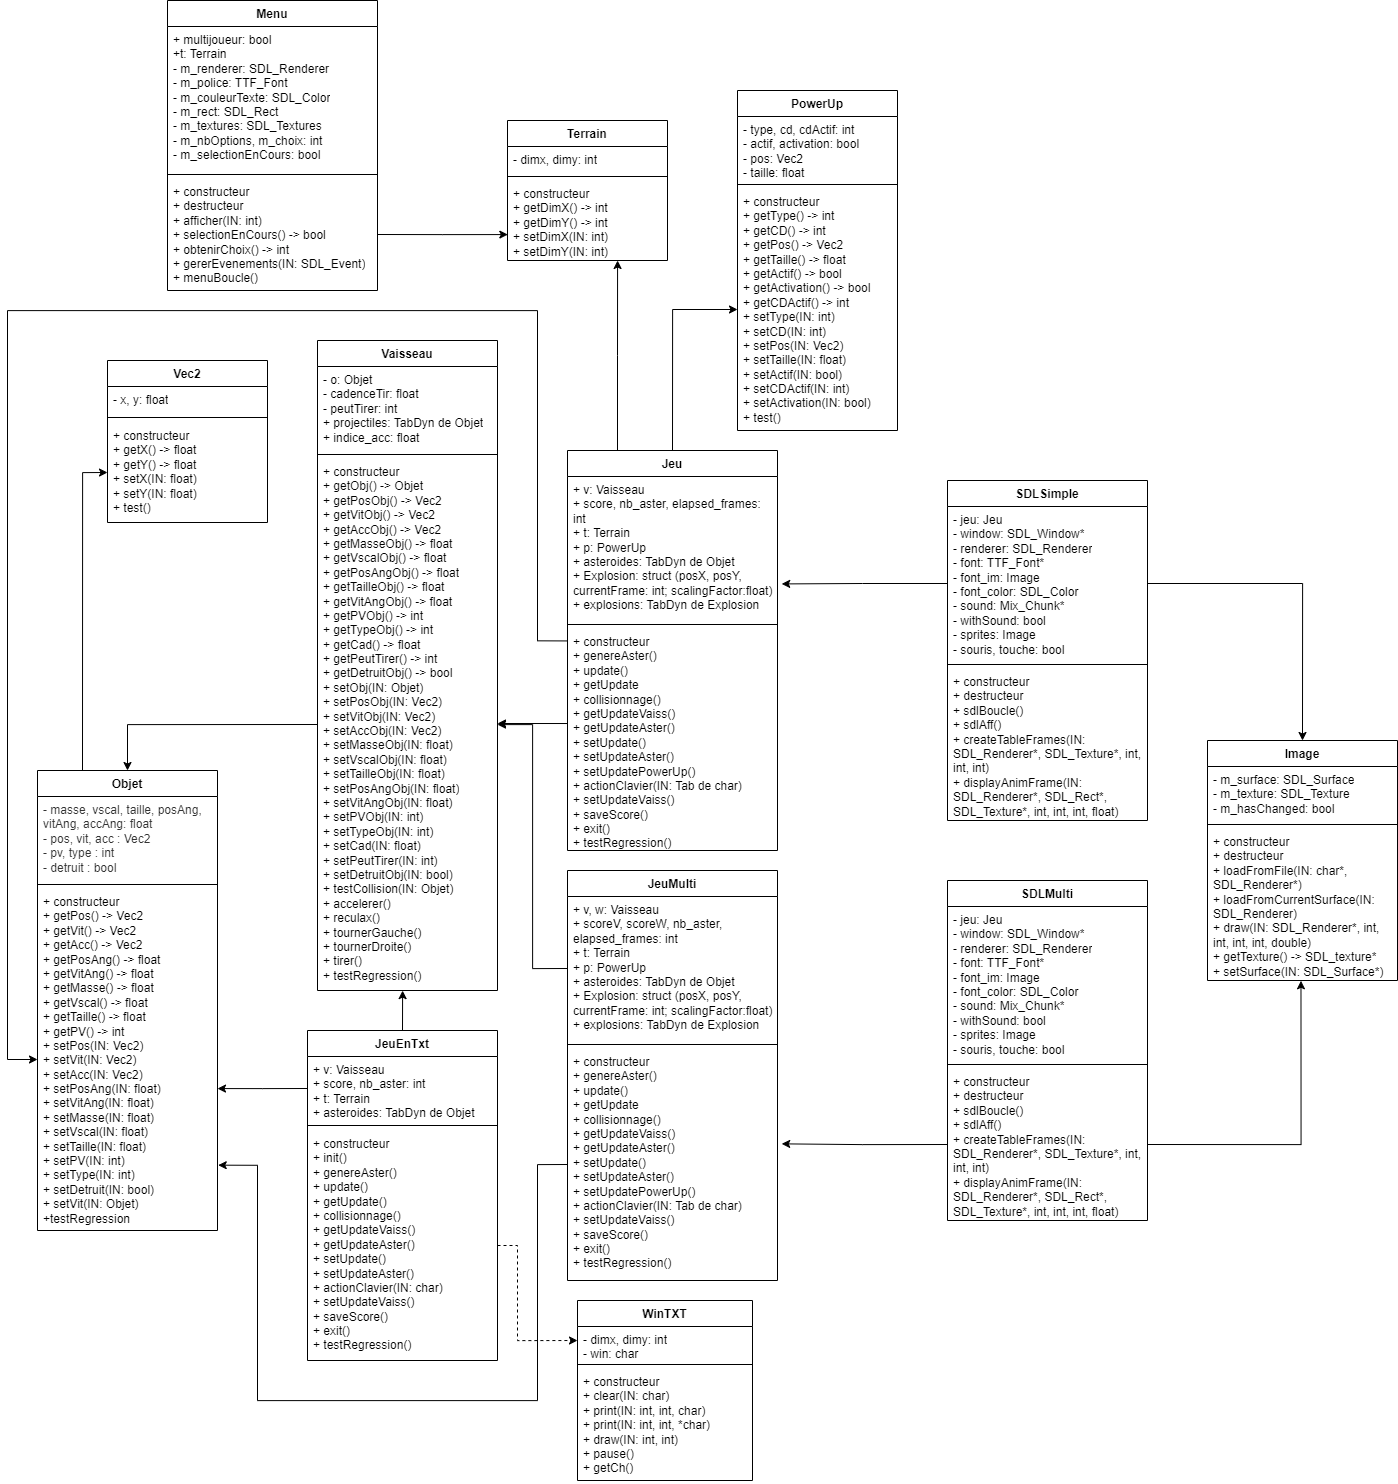 Menu
+ multijoueur: bool
+t: Terrain
- m_renderer: SDL_Renderer
- m_police: TTF_Font
- m_couleurTexte: SDL_Color
- m_rect: SDL_Rect
- m_textures: SDL_Textures
- m_nbOptions, m_choix: int
- m_selectionEnCours: bool
+ constructeur
+ destructeur
+ afficher(IN: int)
+ selectionEnCours() -> bool
+ obtenirChoix() -> int
+ gererEvenements(IN: SDL_Event)
+ menuBoucle()
Terrain
- dimx, dimy: int
+ constructeur
+ getDimX() -> int
+ getDimY() -> int
+ setDimX(IN: int)
+ setDimY(IN: int)
PowerUp
- type, cd, cdActif: int
- actif, activation: bool
- pos: Vec2
- taille: float
+ constructeur
+ getType() -> int
+ getCD() -> int
+ getPos() -> Vec2
+ getTaille() -> float
+ getActif() -> bool
+ getActivation() -> bool
+ getCDActif() -> int
+ setType(IN: int)
+ setCD(IN: int)
+ setPos(IN: Vec2)
+ setTaille(IN: float)
+ setActif(IN: bool)
+ setCDActif(IN: int)
+ setActivation(IN: bool)
+ test()
Vec2
- x, y: float
+ constructeur
+ getX() -> float
+ getY() -> float
+ setX(IN: float)
+ setY(IN: float)
+ test()
Vaisseau
- o: Objet
- cadenceTir: float
- peutTirer: int
+ projectiles: TabDyn de Objet
+ indice_acc: float
+ constructeur
+ getObj() -> Objet
+ getPosObj() -> Vec2
+ getVitObj() -> Vec2
+ getAccObj() -> Vec2
+ getMasseObj() -> float
+ getVscalObj() -> float
+ getPosAngObj() -> float
+ getTailleObj() -> float
+ getVitAngObj() -> float
+ getPVObj() -> int
+ getTypeObj() -> int
+ getCad() -> float
+ getPeutTirer() -> int
+ getDetruitObj() -> bool
+ setObj(IN: Objet)
+ setPosObj(IN: Vec2)
+ setVitObj(IN: Vec2)
+ setAccObj(IN: Vec2)
+ setMasseObj(IN: float)
+ setVscalObj(IN: float)
+ setTailleObj(IN: float)
+ setPosAngObj(IN: float)
+ setVitAngObj(IN: float)
+ setPVObj(IN: int)
+ setTypeObj(IN: int)
+ setCad(IN: float)
+ setPeutTirer(IN: int)
+ setDetruitObj(IN: bool)
+ testCollision(IN: Objet)
+ accelerer()
+ reculax()
+ tournerGauche()
+ tournerDroite()
+ tirer()
+ testRegression()
Jeu
+ v: Vaisseau
+ score, nb_aster, elapsed_frames:
int
+ t: Terrain
+ p: PowerUp
+ asteroides: TabDyn de Objet
+ Explosion: struct (posX, posY,
currentFrame: int; scalingFactor:float)
+ explosions: TabDyn de Explosion
+ constructeur
+ genereAster()
+ update()
+ getUpdate
+ collisionnage()
+ getUpdateVaiss()
+ getUpdateAster()
+ setUpdate()
+ setUpdateAster()
+ setUpdatePowerUp()
+ actionClavier(IN: Tab de char)
+ setUpdateVaiss()
+ saveScore()
+ exit()
+ testRegression()
SDLSimple
- jeu: Jeu
- window: SDL_Window*
- renderer: SDL_Renderer
- font: TTF_Font*
- font_im: Image
- font_color: SDL_Color
- sound: Mix_Chunk*
- withSound: bool
- sprites: Image
- souris, touche: bool
+ constructeur
+ destructeur
+ sdlBoucle()
+ sdlAff()
+ createTableFrames(IN:
SDL_Renderer*, SDL_Texture*, int,
int, int)
+ displayAnimFrame(IN:
SDL_Renderer*, SDL_Rect*,
SDL_Texture*, int, int, int, float)
Image
- m_surface: SDL_Surface
- m_texture: SDL_Texture
- m_hasChanged: bool
+ constructeur
+ destructeur
+ loadFromFile(IN: char*,
SDL_Renderer*)
+ loadFromCurrentSurface(IN:
SDL_Renderer)
+ draw(IN: SDL_Renderer*, int,
int, int, int, double)
+ getTexture() -> SDL_texture*
+ setSurface(IN: SDL_Surface*)
Objet
- masse, vscal, taille, posAng,
vitAng, accAng: float
- pos, vit, acc : Vec2
- pv, type : int
- detruit : bool
+ constructeur
+ getPos() -> Vec2
+ getVit() -> Vec2
+ getAcc() -> Vec2
+ getPosAng() -> float
+ getVitAng() -> float
+ getMasse() -> float
+ getVscal() -> float
+ getTaille() -> float
+ getPV() -> int
+ setPos(IN: Vec2)
+ setVit(IN: Vec2)
+ setAcc(IN: Vec2)
+ setPosAng(IN: float)
+ setVitAng(IN: float)
+ setMasse(IN: float)
+ setVscal(IN: float)
+ setTaille(IN: float)
+ setPV(IN: int)
+ setType(IN: int)
+ setDetruit(IN: bool)
+ setVit(IN: Objet)
+testRegression
JeuMulti
+ v, w: Vaisseau
+ scoreV, scoreW, nb_aster,
elapsed_frames: int
+ t: Terrain
+ p: PowerUp
+ asteroides: TabDyn de Objet
+ Explosion: struct (posX, posY,
currentFrame: int; scalingFactor:float)
+ explosions: TabDyn de Explosion
+ constructeur
+ genereAster()
+ update()
+ getUpdate
+ collisionnage()
+ getUpdateVaiss()
+ getUpdateAster()
+ setUpdate()
+ setUpdateAster()
+ setUpdatePowerUp()
+ actionClavier(IN: Tab de char)
+ setUpdateVaiss()
+ saveScore()
+ exit()
+ testRegression()
SDLMulti
- jeu: Jeu
- window: SDL_Window*
- renderer: SDL_Renderer
- font: TTF_Font*
- font_im: Image
- font_color: SDL_Color
- sound: Mix_Chunk*
- withSound: bool
- sprites: Image
- souris, touche: bool
+ constructeur
+ destructeur
+ sdlBoucle()
+ sdlAff()
+ createTableFrames(IN:
SDL_Renderer*, SDL_Texture*, int,
int, int)
+ displayAnimFrame(IN:
SDL_Renderer*, SDL_Rect*,
SDL_Texture*, int, int, int, float)
JeuEnTxt
+ v: Vaisseau
+ score, nb_aster: int
+ t: Terrain
+ asteroides: TabDyn de Objet
+ constructeur
+ init()
+ genereAster()
+ update()
+ getUpdate()
+ collisionnage()
+ getUpdateVaiss()
+ getUpdateAster()
+ setUpdate()
+ setUpdateAster()
+ actionClavier(IN: char)
+ setUpdateVaiss()
+ saveScore()
+ exit()
+ testRegression()
WinTXT
- dimx, dimy: int
- win: char
+ constructeur
+ clear(IN: char)
+ print(IN: int, int, char)
+ print(IN: int, int, *char)
+ draw(IN: int, int)
+ pause()
+ getCh()